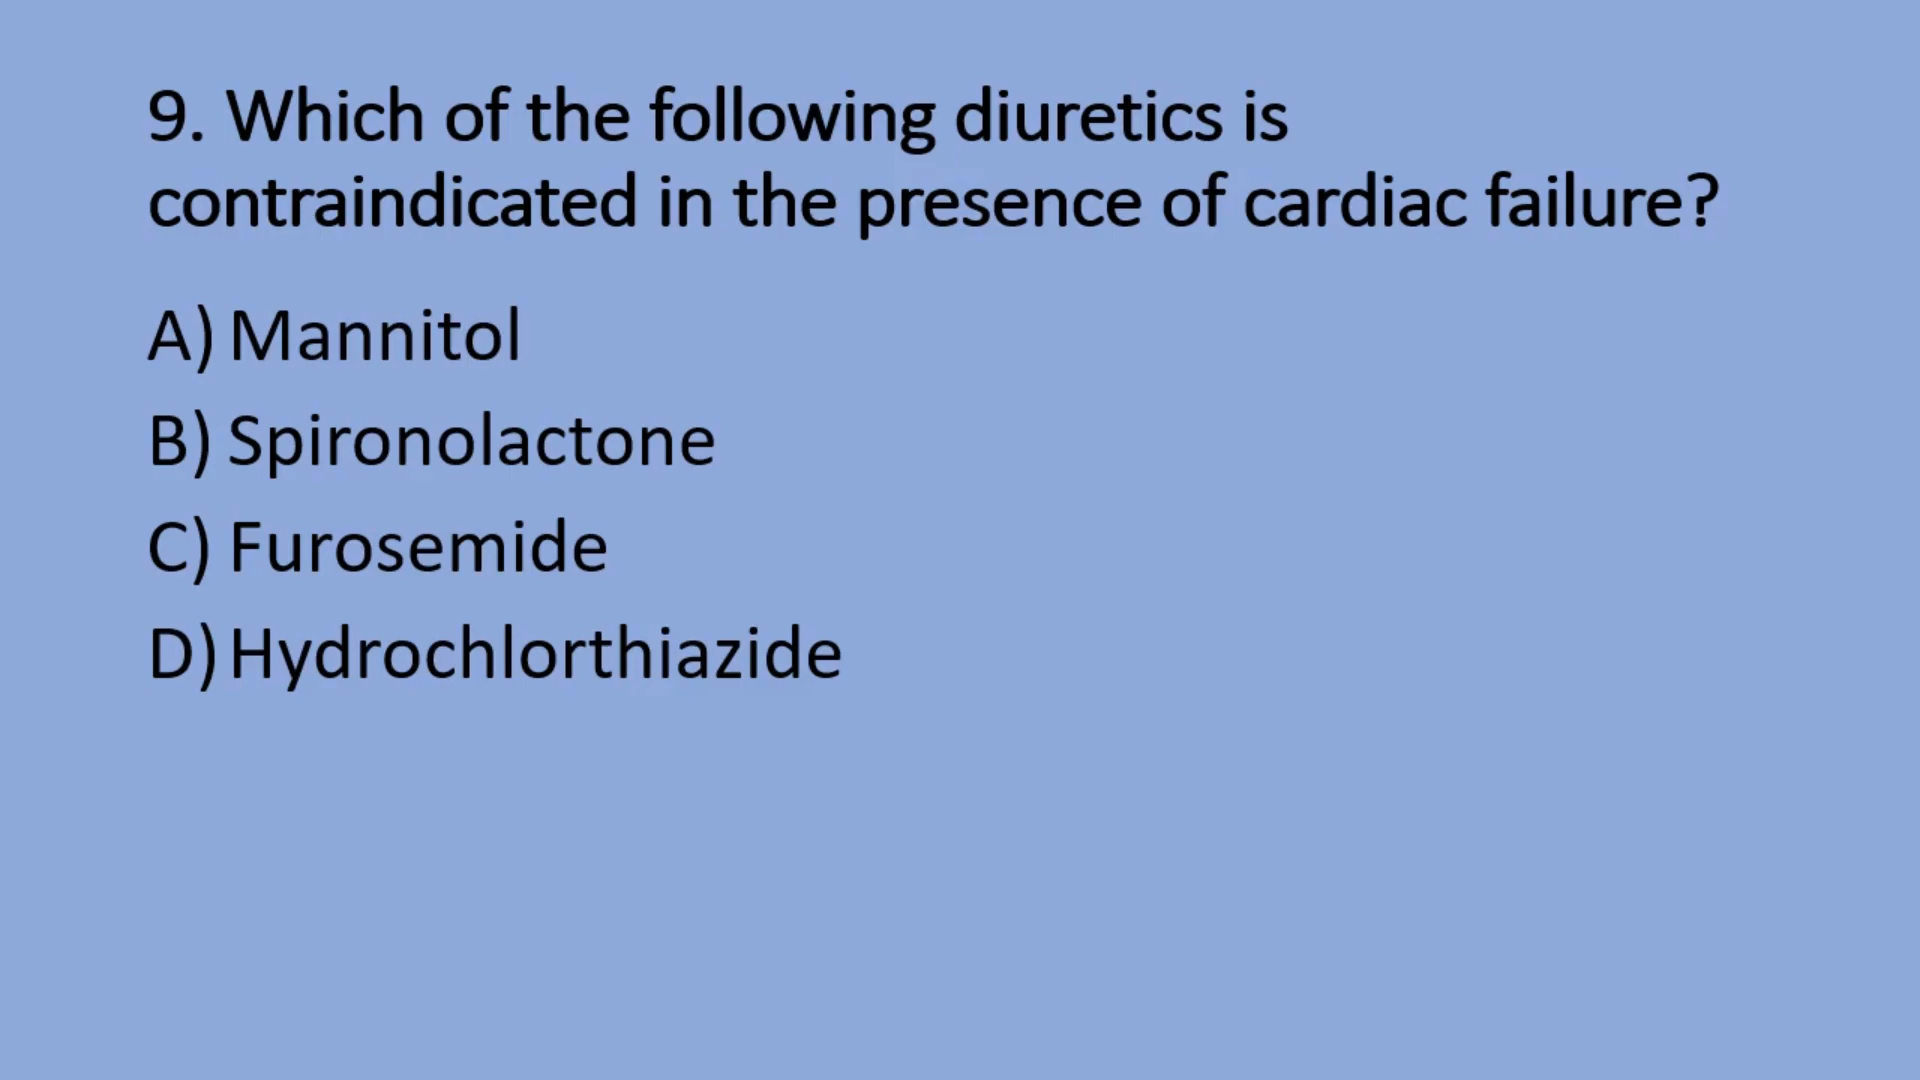 9. Which of the following diuretics is
contraindicated in the presence of cardiac failure?
A) Mannitol
B) Spironolactone
C) Furosemide
D) Hydrochlorthiazide